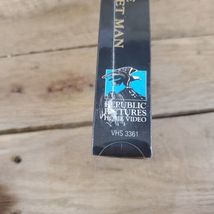 ET MAN
REPUBLIC
PICTURES
HOME VIDEO
VHS 3361